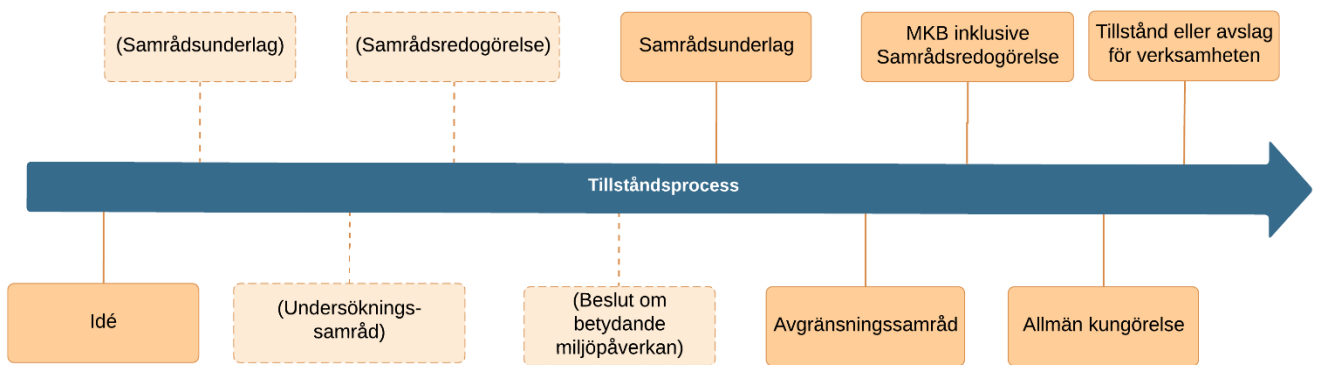 (Samrådsunderlag)
(Samrådsredogörelse)
Samrådsunderlag
MKB inklusive
Samrådsredogörelse
Tillstånd eller avslag
för verksamheten
Tillståndsprocess
Idé
(Undersöknings-
samråd)
(Beslut om
betydande
miljöpåverkan)
Avgränsningssamråd
Allmän kungörelse